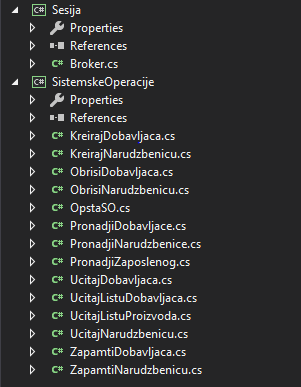 C# Sesija
Properties
References
C# Broker.cs
C# SistemskeOperacije
Properties
References
C# KreirajDobavljaca.cs
C# KreirajNarudzbenicu.cs
C# ObrisiDobavljaca.cs
C# ObrisiNarudzbenicu.cs
C# OpstaSO.cs
C# PronadjiDobavljace.cs
C# PronadjiNarudzbenice.cs
C# PronadjiZaposlenog.cs
C# UcitajDobavljaca.cs
C# UcitajListuDobavljaca.cs
C# UcitajListuProizvoda.cs
C# UcitajNarudzbenicu.cs
C# ZapamtiDobavljaca.cs
C# ZapamtiNarudzbenicu.cs